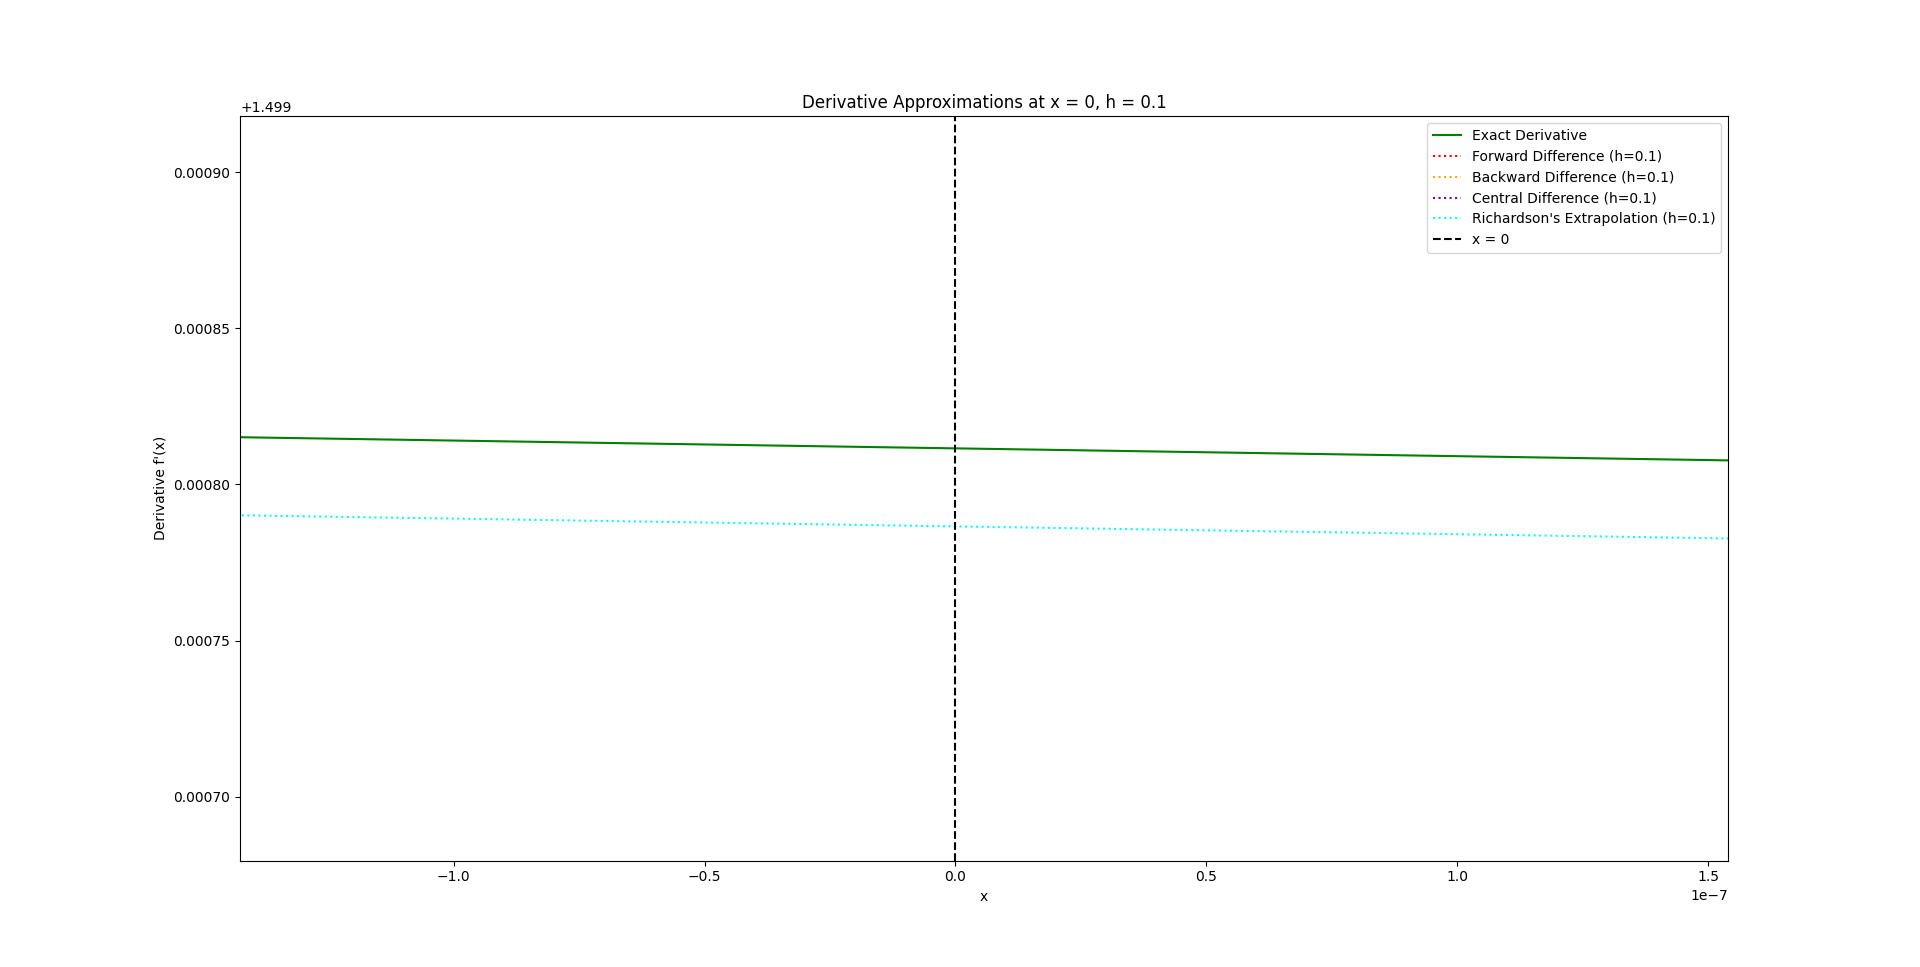 Derivative Approximations at x = 0, h = 0.1
+1.499
Exact Derivative
Forward Difference (h=0.1)
Backward Difference (h=0.1)
Central Difference (h=0.1)
Richardson's Extrapolation (h=0.1)
x = 0
0.00090
0.00085
0.00080
0.00075
0.00070
Derivative f'(x)
−1.0
−0.5
0.0
0.5
1.0
1.5
1e−7
x